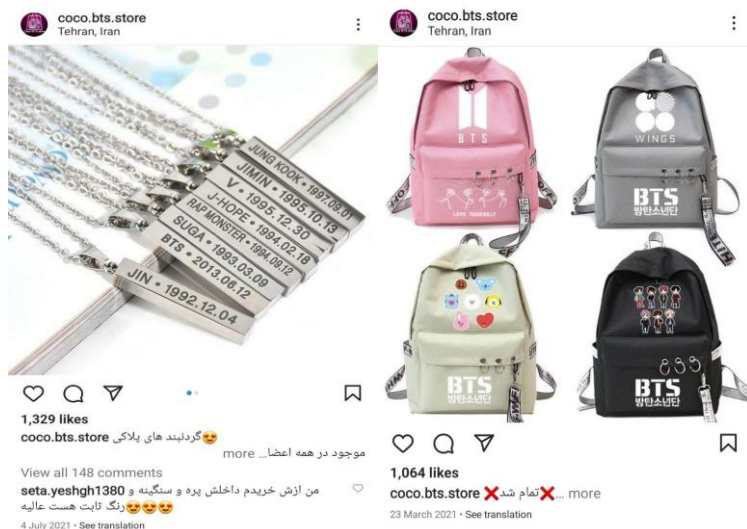 coco.bts.store
Tehran, Iran
JUNG KOOK • 1997.09.01
JIMIN • 1995.10.13
V • 1995.12.30
J-HOPE • 1994.02.18
RAP MONSTER • 1994.09.12
SUGA • 1993.03.09
BTS • 2013.06.12
JIN • 1992.12.04
1,329 likes
coco.bts.store گردنبند های پلاکی😍
موجود در همه اعضا... more
View all 148 comments
seta.yeshgh1380 من ازش خریدم داخلش پره و سنگینه و
رنگ ثابت هست عالیه😍😍😍
4 July 2021 • See translation
coco.bts.store
Tehran, Iran
BTS
LOVE YOURSELF
WINGS
BTS
방탄소년단
BTS
방탄소년단
BTS
방탄소년단
1,064 likes
coco.bts.store ❌تمام شد❌... more
23 March 2021 • See translation